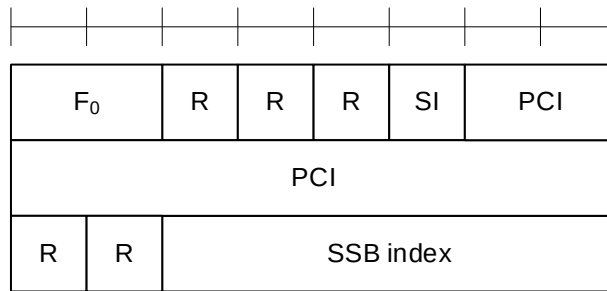 F₀ R R R SI PCI
PCI
R R SSB index